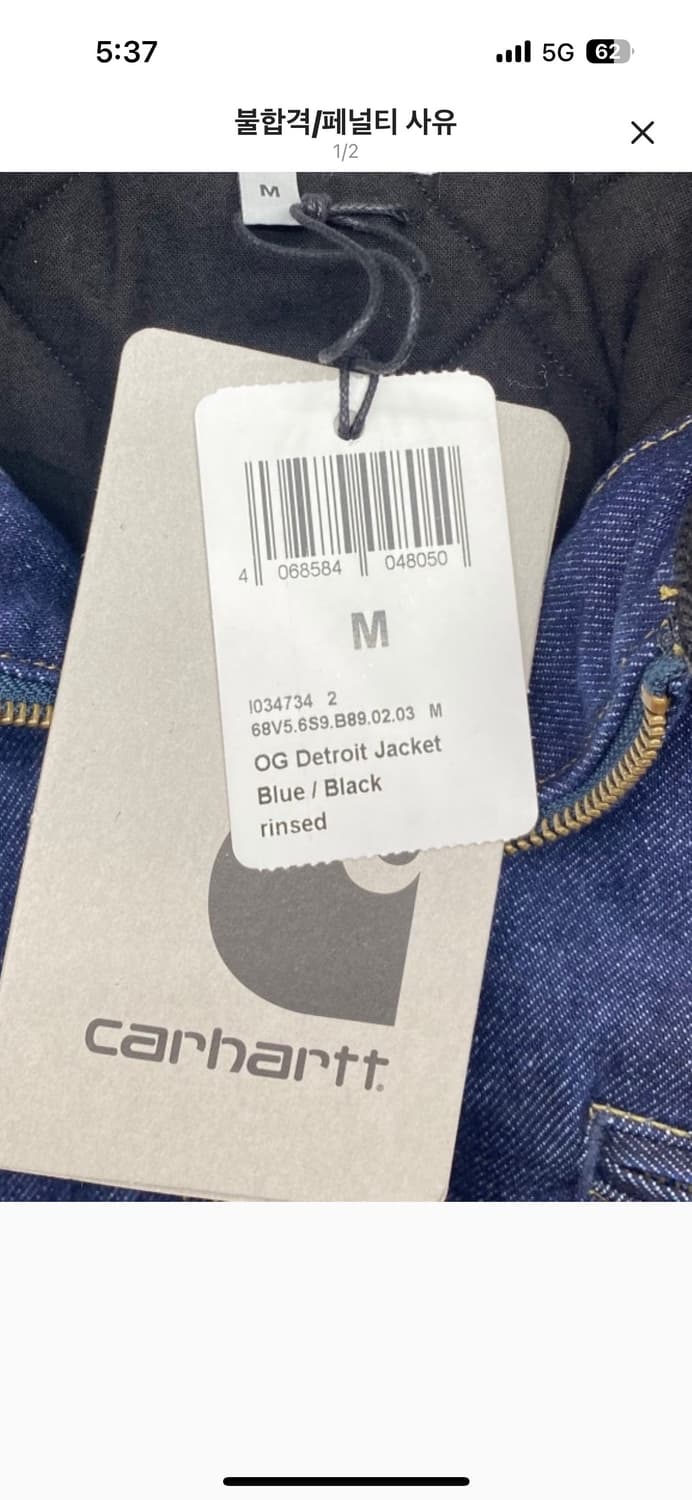 5:37
5G 62
불합격/페널티 사유
1/2
M
4 068584 048050
M
I034734 2
68V5.6S9.B89.02.03 M
OG Detroit Jacket
Blue / Black
rinsed
carhartt®